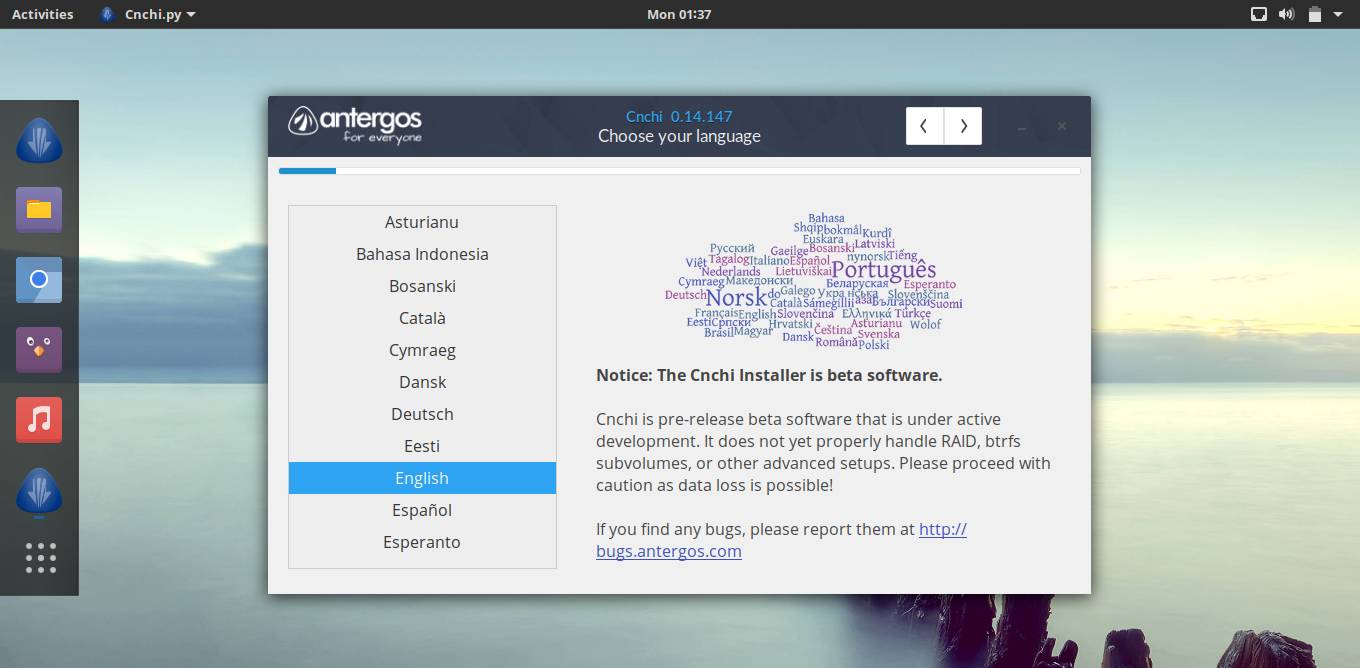 Activities
Cnchi.py
Mon 01:37
antergos
for everyone
Cnchi 0.14.147
Choose your language
Asturianu
Bahasa Indonesia
Bosanski
Català
Cymraeg
Dansk
Deutsch
Eesti
English
Español
Esperanto
Bahasa
Shqip bokmål Kurdî
Euskara Latviski
Русский Gaeilge Bosanski nynorsk Tiếng
Việt Tagalog Italiano Español Português
Nederlands Lietuviškai
Cymraeg Македонски Беларуская Esperanto
Deutsch Norsk do Galego Slovenščina
Català Sámegillii Български Suomi
Français English Slovenčina Ελληνικά Türkçe
Eesti Српски Hrvatski Asturianu Wolof
Brasil Magyar Čeština Svenska
Dansk Română Polski
Notice: The Cnchi Installer is beta software.
Cnchi is pre-release beta software that is under active
development. It does not yet properly handle RAID, btrfs
subvolumes, or other advanced setups. Please proceed with
caution as data loss is possible!
If you find any bugs, please report them at http://
bugs.antergos.com